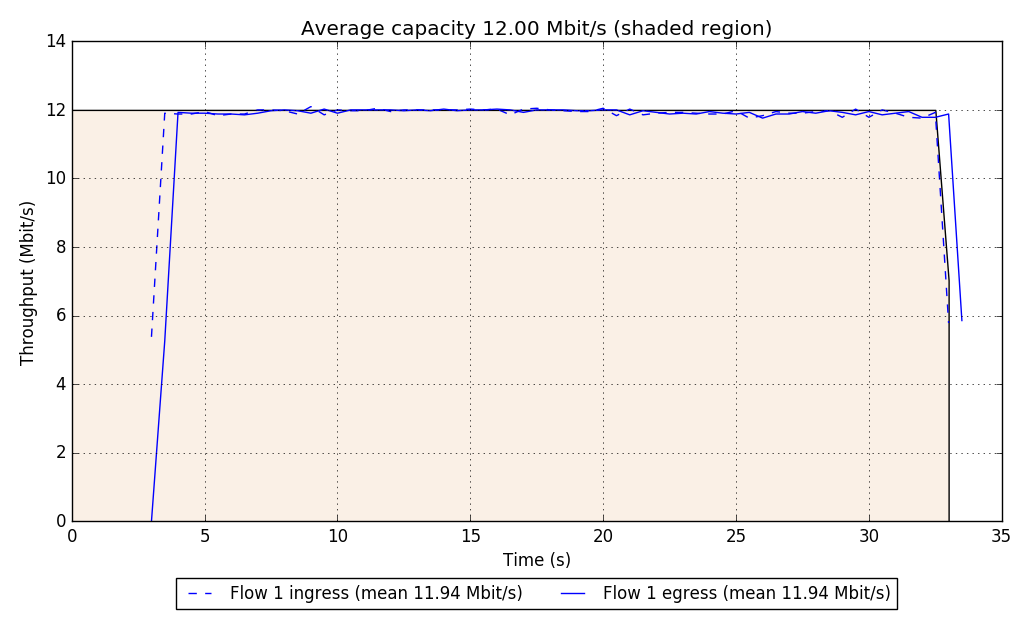 Average capacity 12.00 Mbit/s (shaded region)
14
12
10
8
6
4
2
0
Throughput (Mbit/s)
0 5 10 15 20 25 30 35
Time (s)
Flow 1 ingress (mean 11.94 Mbit/s) Flow 1 egress (mean 11.94 Mbit/s)